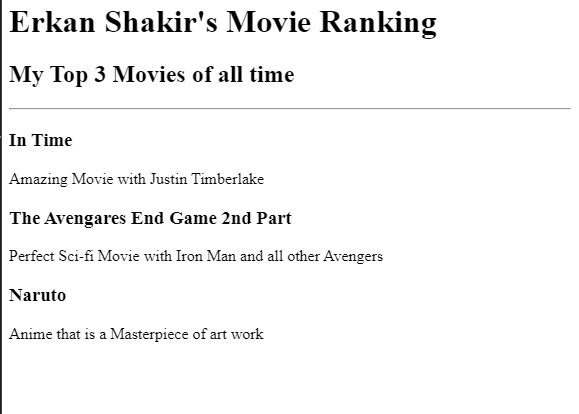 Erkan Shakir's Movie Ranking
My Top 3 Movies of all time
In Time
Amazing Movie with Justin Timberlake
The Avengares End Game 2nd Part
Perfect Sci-fi Movie with Iron Man and all other Avengers
Naruto
Anime that is a Masterpiece of art work